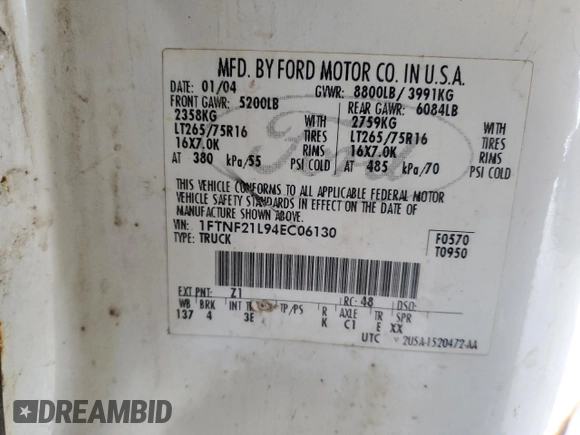 MFD. BY FORD MOTOR CO. IN U.S.A.
DATE: 01/04 GVWR: 8800LB/ 3991KG
FRONT GAWR: 5200LB REAR GAWR: 6084LB
2358KG WITH 2759KG WITH
LT265/75R16 TIRES LT265/75R16 TIRES
16X7.0K RIMS 16X7.0K RIMS
AT 380 kPa/55 PSI COLD AT 485 kPa/70 PSI COLD
Ford
THIS VEHICLE CONFORMS TO ALL APPLICABLE FEDERAL MOTOR
VEHICLE SAFETY STANDARDS IN EFFECT ON THE DATE OF
MANUFACTURE SHOWN ABOVE.
VIN: 1FTNF21L94EC06130
TYPE: TRUCK
F0570
T0950
EXT PNT: Z1 RC: 48 DSO:
WB BRK INT TR TP/PS R AXLE TR SPR
137 4 3E K C1 E XX
UTC 2USA-1520472-AA
DREAMBID